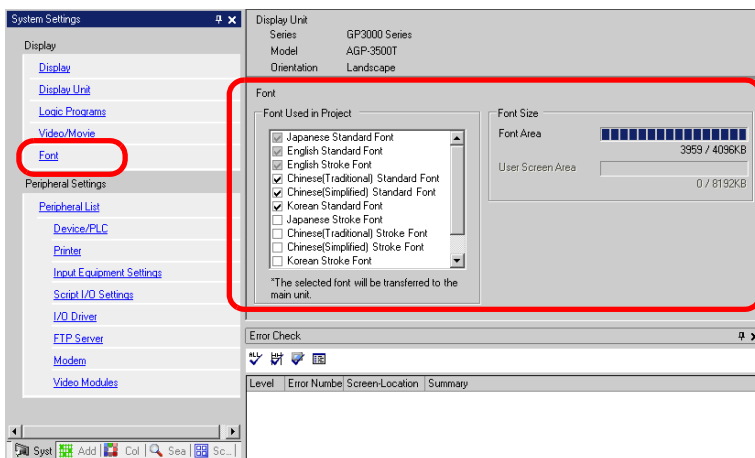 System Settings
Display
Display
Display Unit
Logic Programs
Video/Movie
Font
Peripheral Settings
Peripheral List
Device/PLC
Printer
Input Equipment Settings
Script I/O Settings
I/O Driver
FTP Server
Modem
Video Modules
Syst Add Col Sea Sc...
Display Unit
Series GP3000 Series
Model AGP-3500T
Orientation Landscape
Font
Font Used in Project
Japanese Standard Font
English Standard Font
English Stroke Font
Chinese(Traditional) Standard Font
Chinese(Simplified) Standard Font
Korean Standard Font
Japanese Stroke Font
Chinese(Traditional) Stroke Font
Chinese(Simplified) Stroke Font
Korean Stroke Font
*The selected font will be transferred to the
main unit.
Font Size
Font Area
3959 / 4096KB
User Screen Area
0 / 8192KB
Error Check
Level Error Numbe Screen-Location Summary